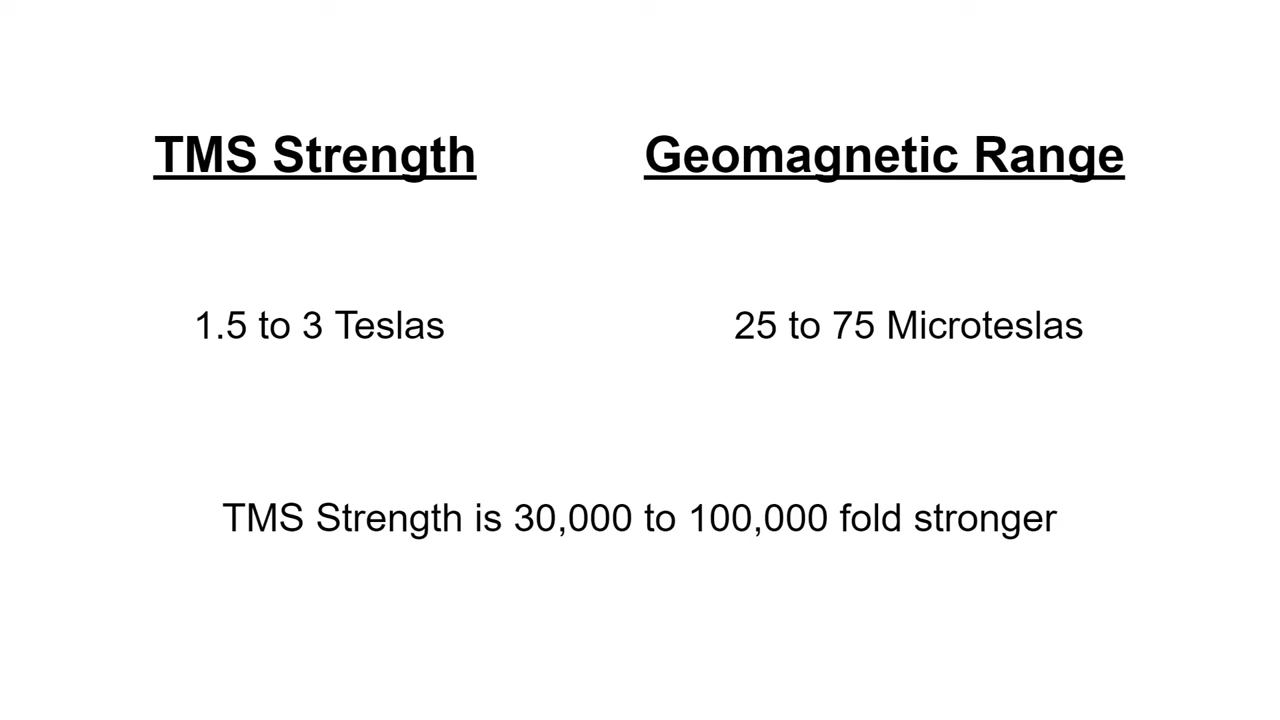 TMS Strength
Geomagnetic Range
1.5 to 3 Teslas
25 to 75 Microteslas
TMS Strength is 30,000 to 100,000 fold stronger